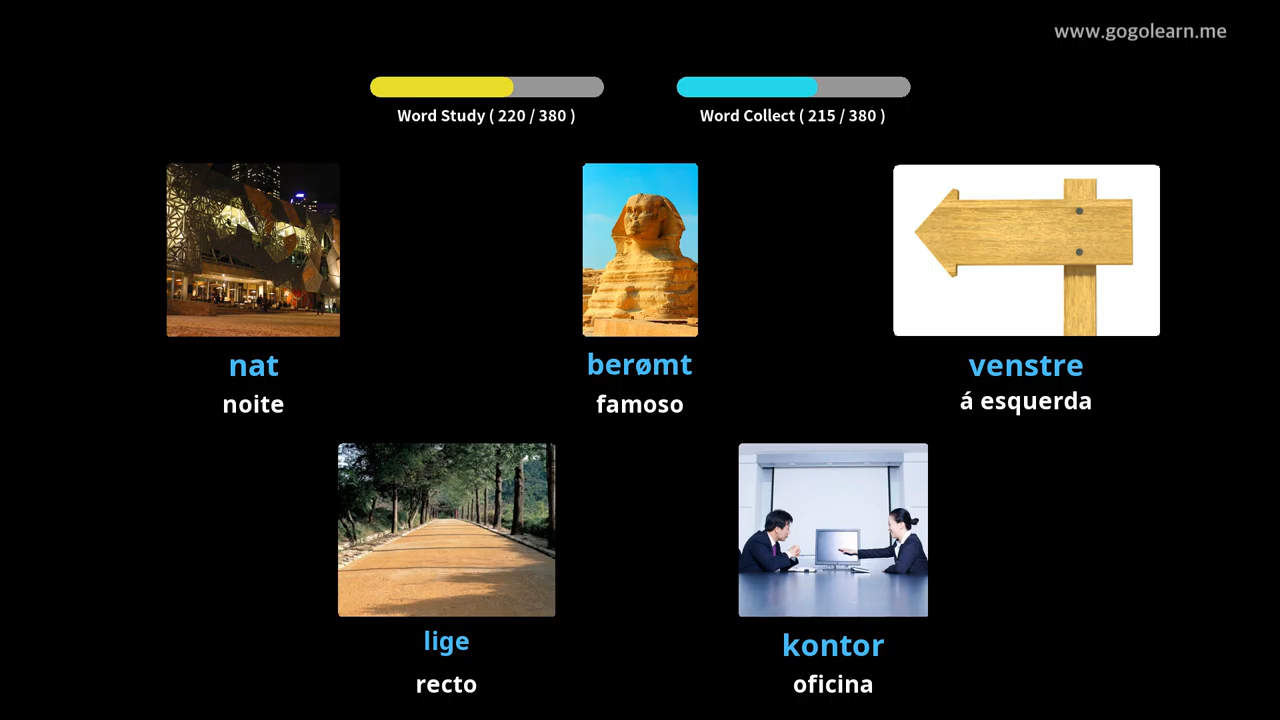 www.gogolearn.me
Word Study ( 220 / 380 )
Word Collect ( 215 / 380 )
nat
noite
berømt
famoso
venstre
á esquerda
lige
recto
kontor
oficina